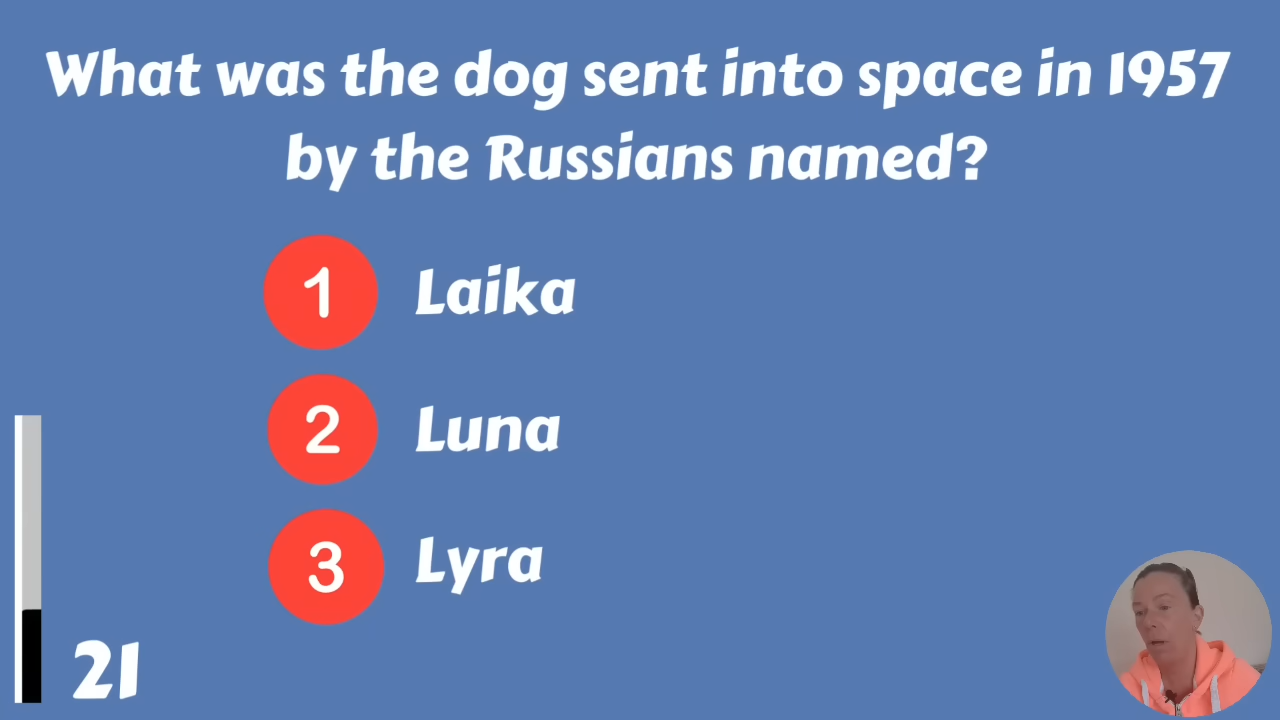 What was the dog sent into space in 1957
by the Russians named?
1 Laika
2 Luna
3 Lyra
21